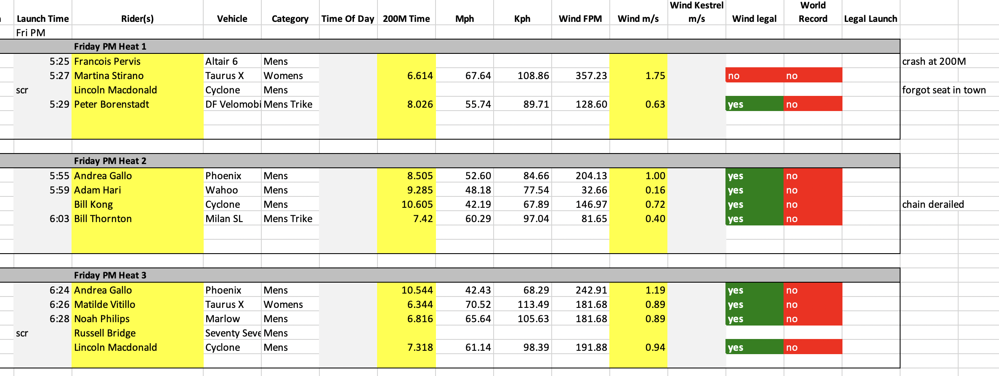 Launch Time Rider(s) Vehicle Category Time Of Day 200M Time Mph Kph Wind FPM Wind m/s Wind Kestrel m/s Wind legal World Record Legal Launch
Fri PM
Friday PM Heat 1
5:25 Francois Pervis Altair 6 Mens crash at 200M
5:27 Martina Stirano Taurus X Womens 6.614 67.64 108.86 357.23 1.75 no no
scr Lincoln Macdonald Cyclone Mens forgot seat in town
5:29 Peter Borenstadt DF Velomobi Mens Trike 8.026 55.74 89.71 128.60 0.63 yes no
Friday PM Heat 2
5:55 Andrea Gallo Phoenix Mens 8.505 52.60 84.66 204.13 1.00 yes no
5:59 Adam Hari Wahoo Mens 9.285 48.18 77.54 32.66 0.16 yes no
Bill Kong Cyclone Mens 10.605 42.19 67.89 146.97 0.72 yes no chain derailed
6:03 Bill Thornton Milan SL Mens Trike 7.42 60.29 97.04 81.65 0.40 yes no
Friday PM Heat 3
6:24 Andrea Gallo Phoenix Mens 10.544 42.43 68.29 242.91 1.19 yes no
6:26 Matilde Vitillo Taurus X Womens 6.344 70.52 113.49 181.68 0.89 yes no
6:28 Noah Philips Marlow Mens 6.816 65.64 105.63 181.68 0.89 yes no
scr Russell Bridge Seventy Seve Mens
Lincoln Macdonald Cyclone Mens 7.318 61.14 98.39 191.88 0.94 yes no